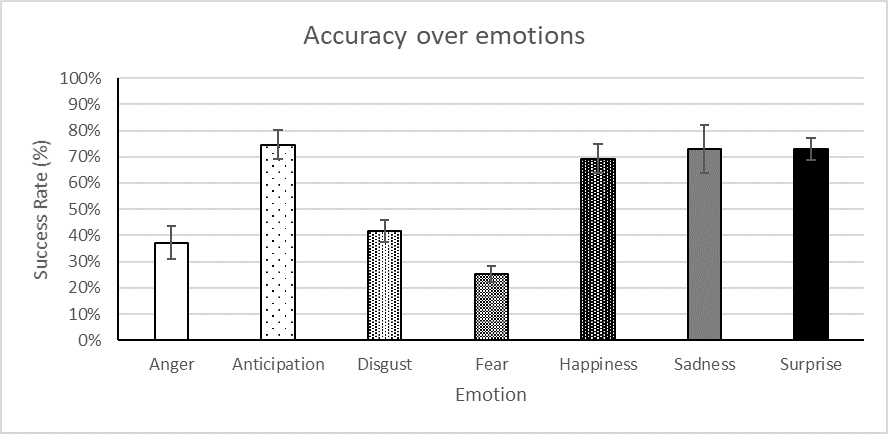 Accuracy over emotions
Success Rate (%)
100%
90%
80%
70%
60%
50%
40%
30%
20%
10%
0%
Anger Anticipation Disgust Fear Happiness Sadness Surprise
Emotion